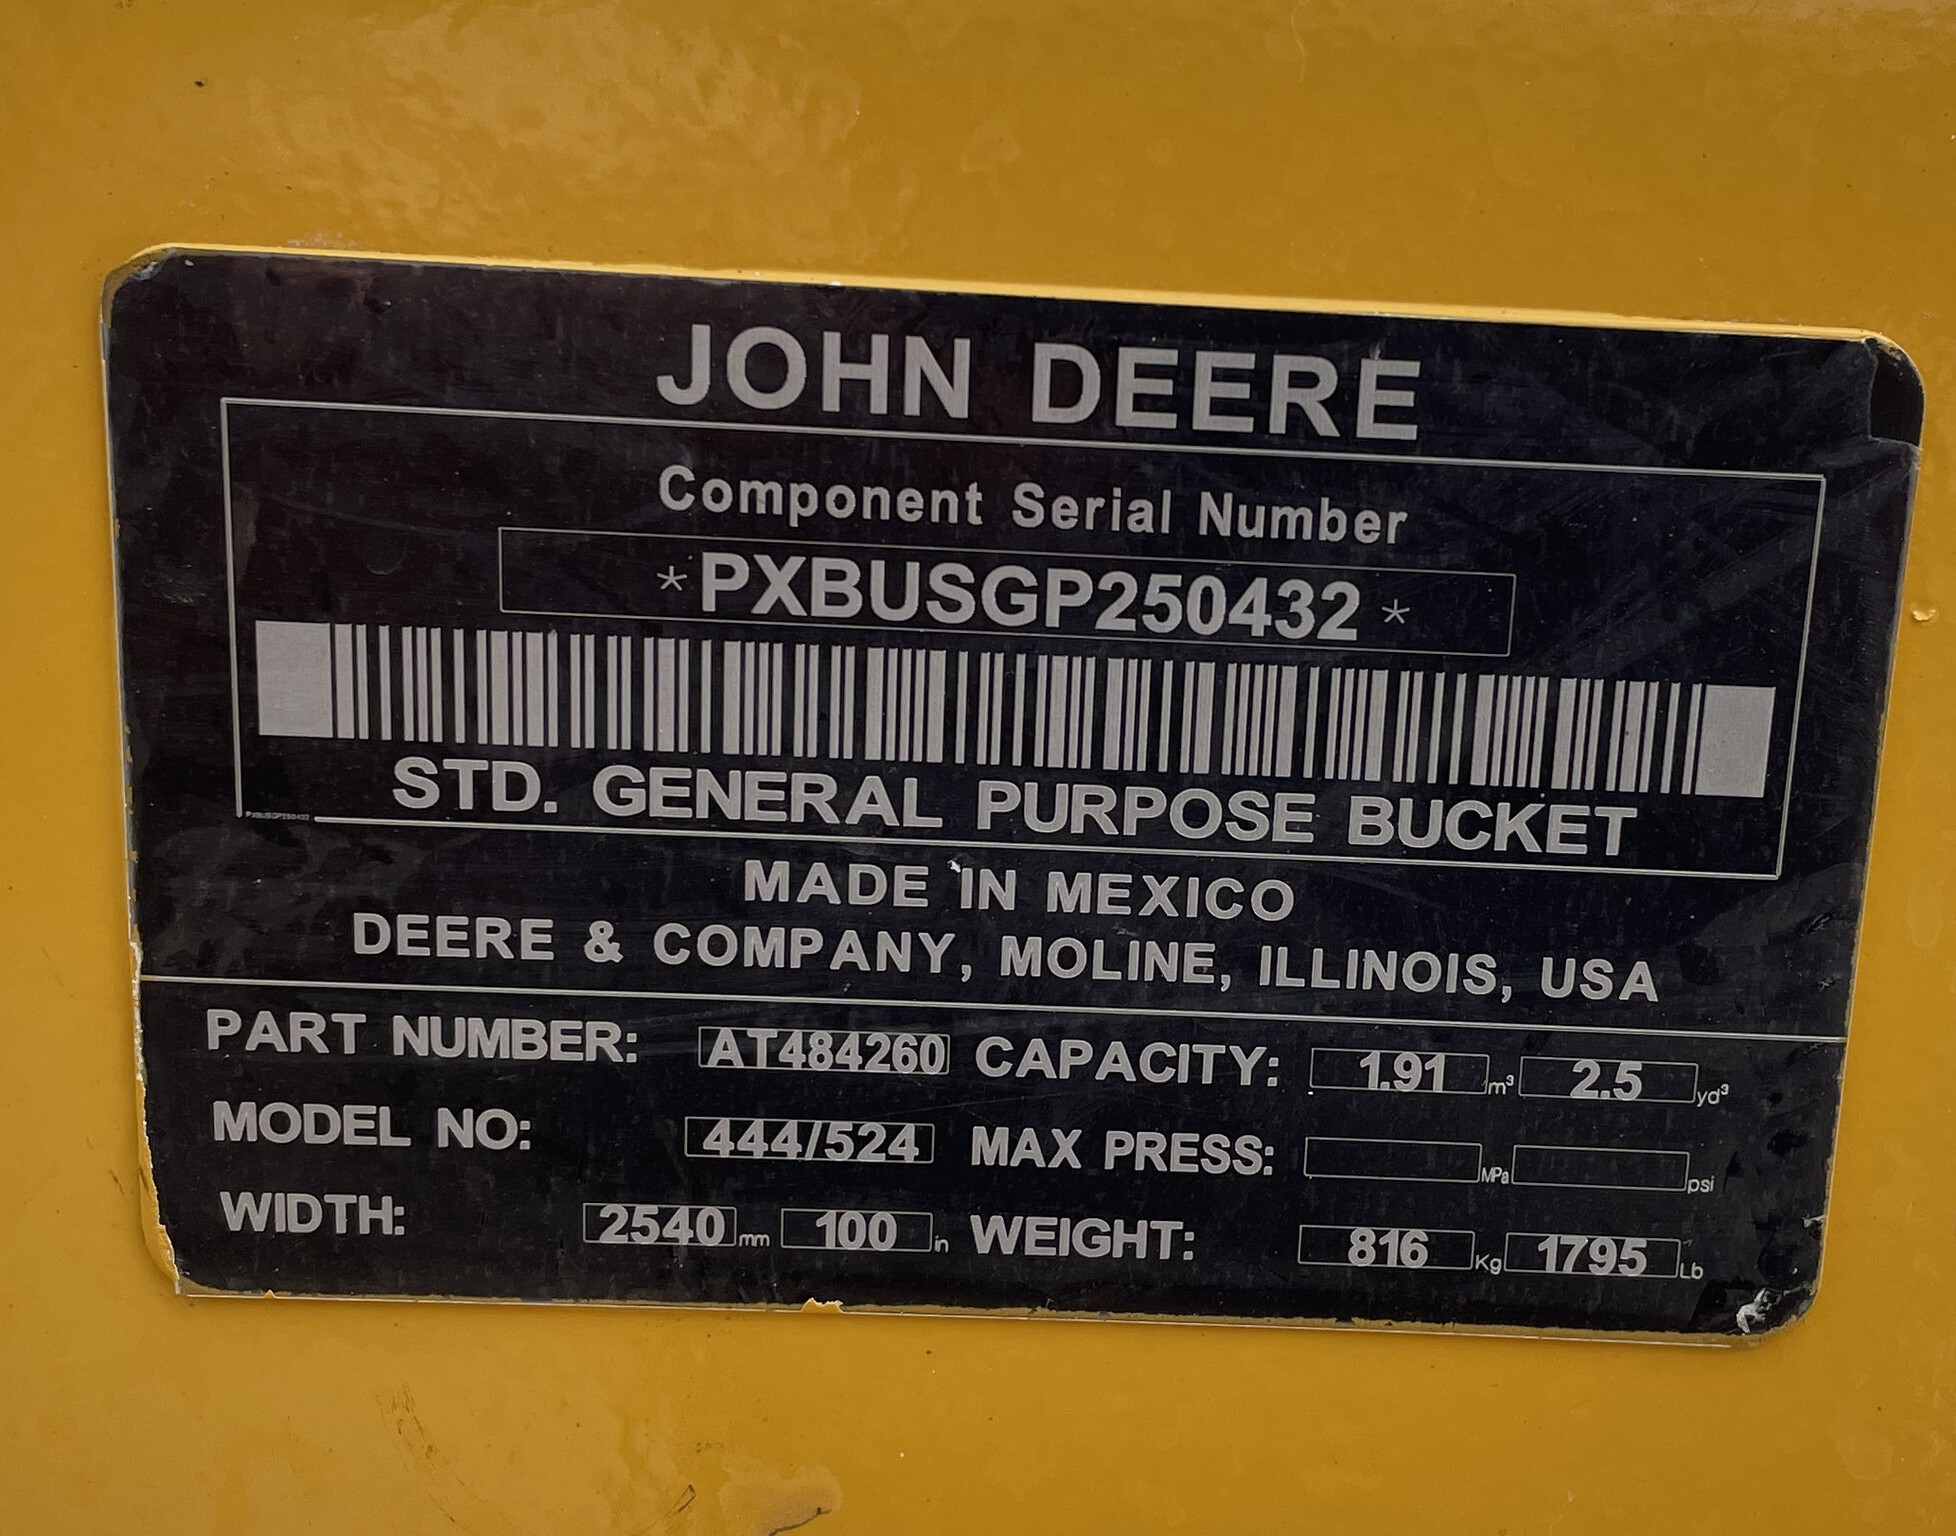 JOHN DEERE
Component Serial Number
*PXBUSGP250432*
STD. GENERAL PURPOSE BUCKET
PXBUSGP250432
MADE IN MEXICO
DEERE & COMPANY, MOLINE, ILLINOIS, USA
PART NUMBER: AT484260 CAPACITY: 1.91 m³ 2.5 yd³
MODEL NO: 444/524 MAX PRESS: MPa psi
WIDTH: 2540 mm 100 in WEIGHT: 816 Kg 1795 Lb